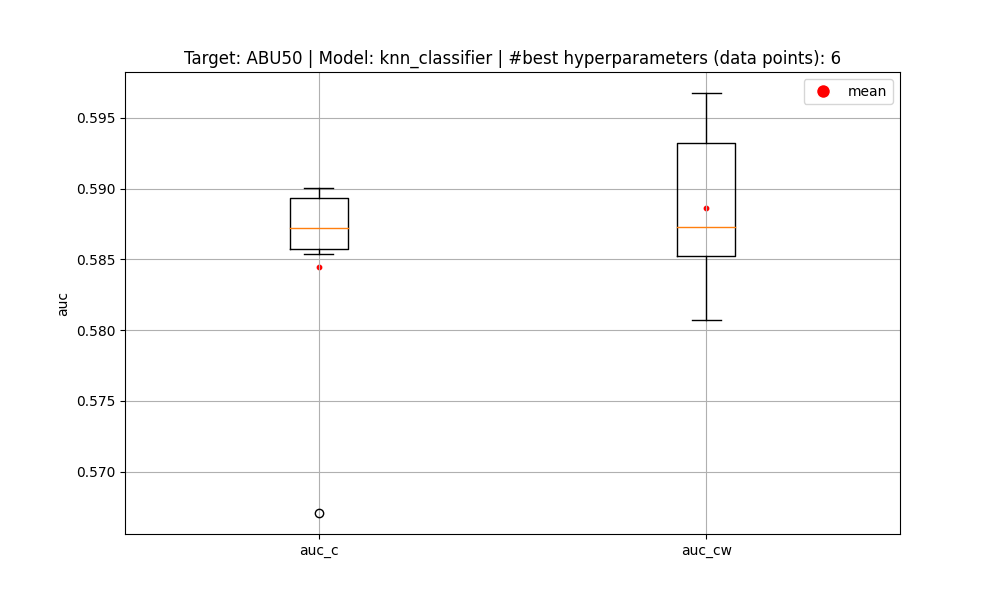 Target: ABU50 | Model: knn_classifier | #best hyperparameters (data points): 6
mean
0.595
0.590
0.585
0.580
0.575
0.570
auc
auc_c
auc_cw